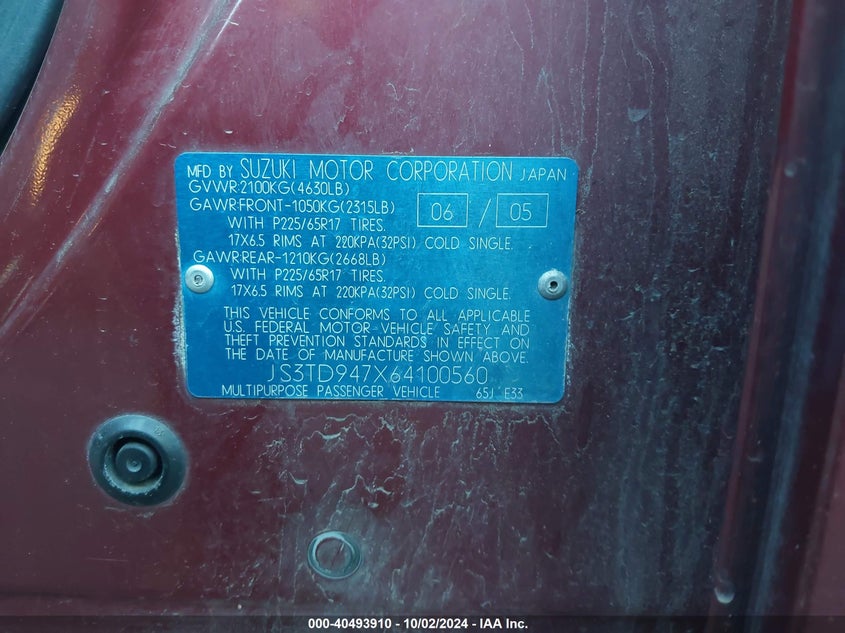 MFD BY SUZUKI MOTOR CORPORATION JAPAN
GVWR:2100KG(4630LB)
GAWR:FRONT-1050KG(2315LB) 06 / 05
WITH P225/65R17 TIRES.
17X6.5 RIMS AT 220KPA(32PSI) COLD SINGLE.
GAWR:REAR-1210KG(2668LB)
WITH P225/65R17 TIRES.
17X6.5 RIMS AT 220KPA(32PSI) COLD SINGLE.
THIS VEHICLE CONFORMS TO ALL APPLICABLE
U.S. FEDERAL MOTOR VEHICLE SAFETY AND
THEFT PREVENTION STANDARDS IN EFFECT ON
THE DATE OF MANUFACTURE SHOWN ABOVE.
JS3TD947X64100560
MULTIPURPOSE PASSENGER VEHICLE 65J E33
000-40493910 - 10/02/2024 - IAA Inc.